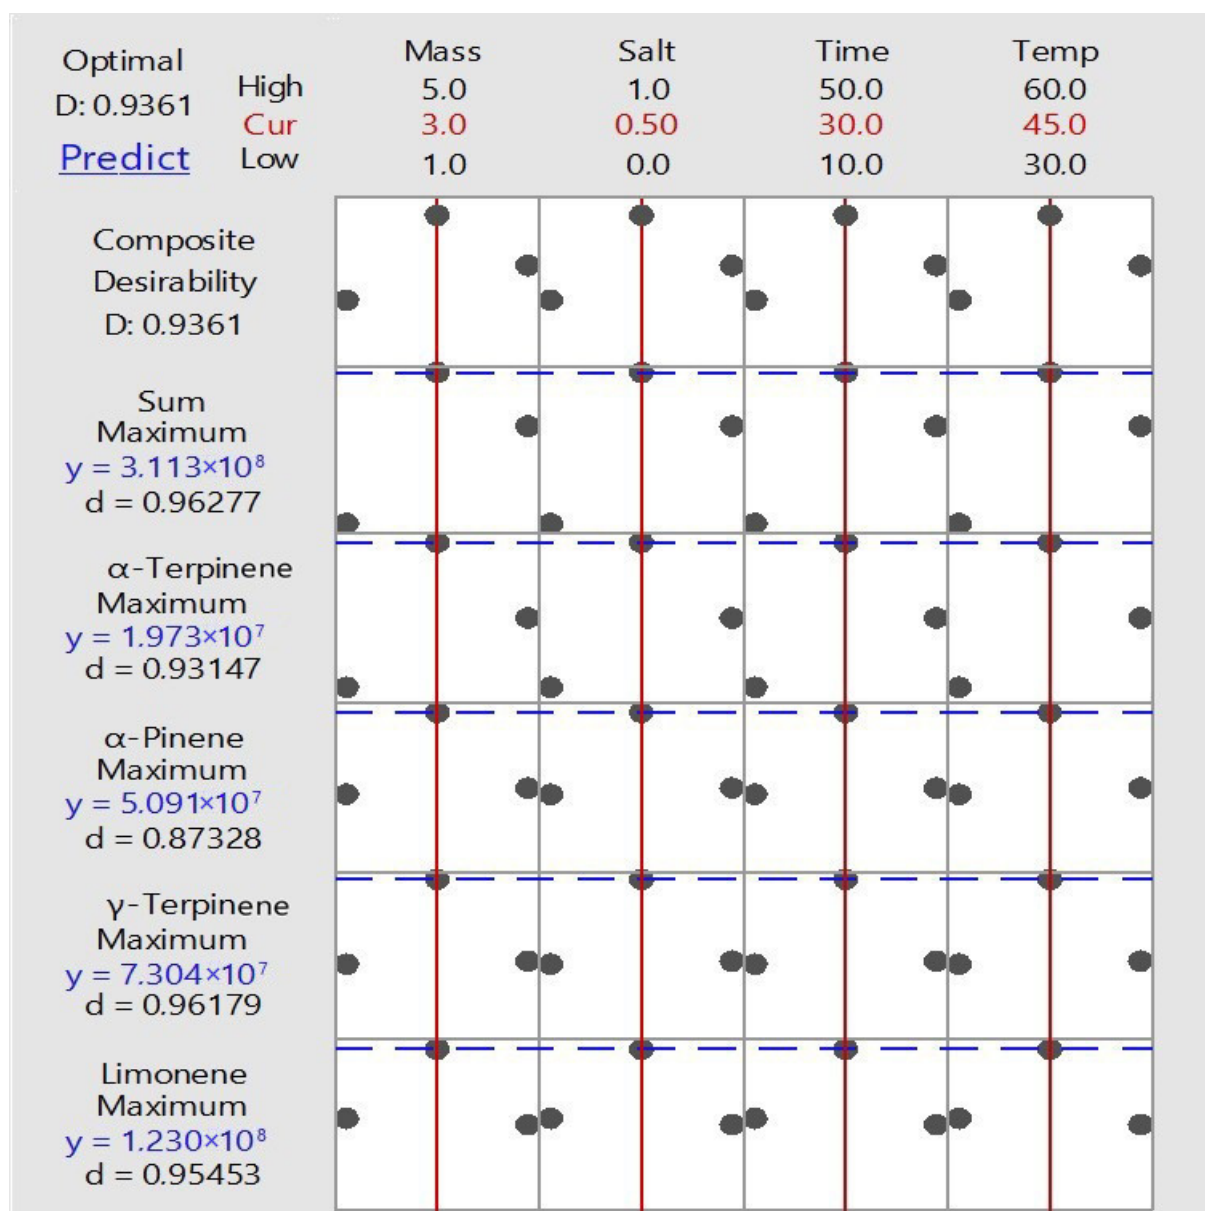 Optimal
D: 0.9361
Predict
Mass Salt Time Temp
High 5.0 1.0 50.0 60.0
Cur 3.0 0.50 30.0 45.0
Low 1.0 0.0 10.0 30.0
Composite
Desirability
D: 0.9361
Sum
Maximum
y = 3.113×10⁸
d = 0.96277
α-Terpinene
Maximum
y = 1.973×10⁷
d = 0.93147
α-Pinene
Maximum
y = 5.091×10⁷
d = 0.87328
γ-Terpinene
Maximum
y = 7.304×10⁷
d = 0.96179
Limonene
Maximum
y = 1.230×10⁸
d = 0.95453